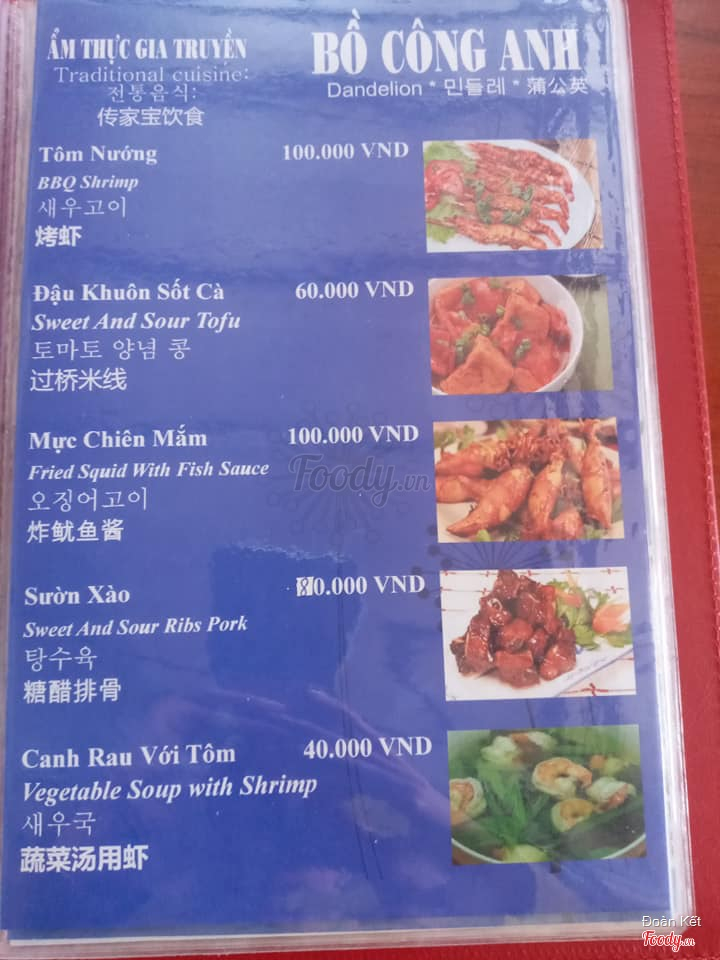 ẨM THỰC GIA TRUYỀN
Traditional cuisine:
전통음식:
传家宝饮食
BỒ CÔNG ANH
Dandelion * 민들레 * 蒲公英
Tôm Nướng 100.000 VND
BBQ Shrimp
새우고이
烤虾
Đậu Khuôn Sốt Cà 60.000 VND
Sweet And Sour Tofu
토마토 양념 콩
过桥米线
Mực Chiên Mắm 100.000 VND
Fried Squid With Fish Sauce
오징어고이
炸鱿鱼酱
Sườn Xào 80.000 VND
Sweet And Sour Ribs Pork
탕수육
糖醋排骨
Canh Rau Với Tôm 40.000 VND
Vegetable Soup with Shrimp
새우국
蔬菜汤用虾
Foody.vn
Đoàn Kết
Foody.vn